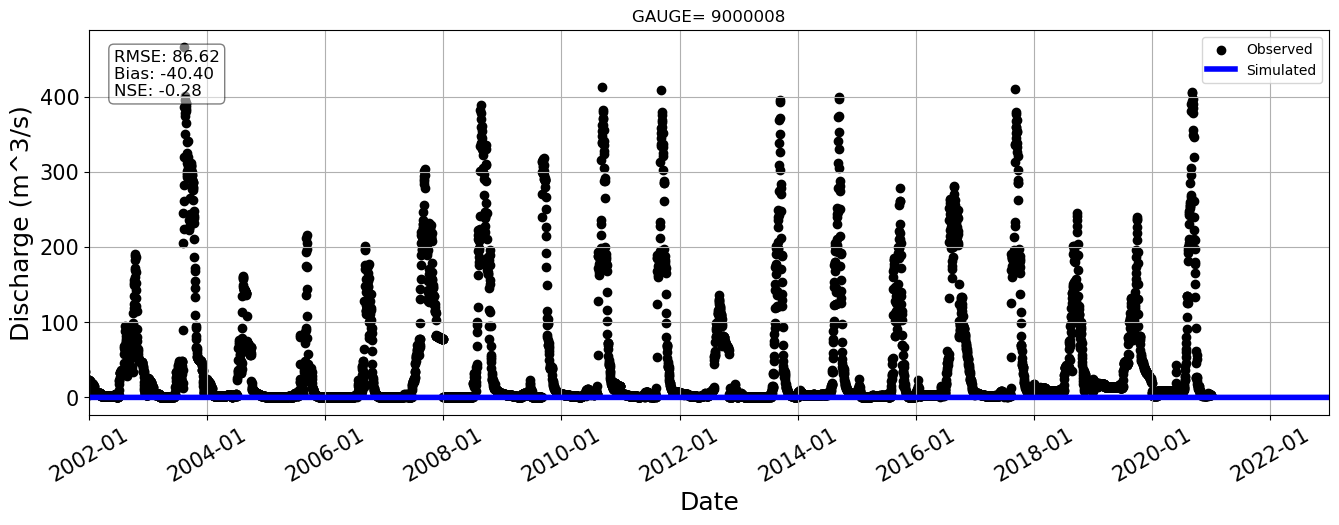 GAUGE= 9000008
RMSE: 86.62
Bias: -40.40
NSE: -0.28
Observed
Simulated
Discharge (m^3/s)
400
300
200
100
0
2002-01
2004-01
2006-01
2008-01
2010-01
2012-01
2014-01
2016-01
2018-01
2020-01
2022-01
Date